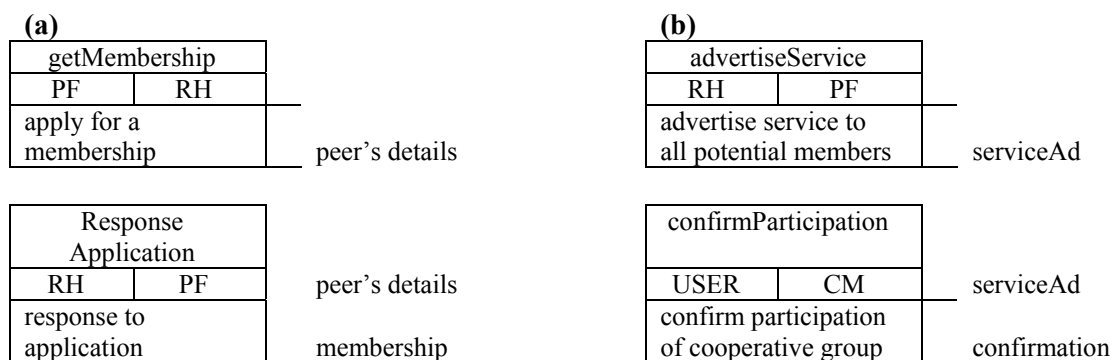 (a)
getMembership
PF RH
apply for a
membership peer's details
Response
Application
RH PF peer's details
response to
application membership
(b)
advertiseService
RH PF
advertise service to
all potential members serviceAd
confirmParticipation
USER CM serviceAd
confirm participation
of cooperative group confirmation